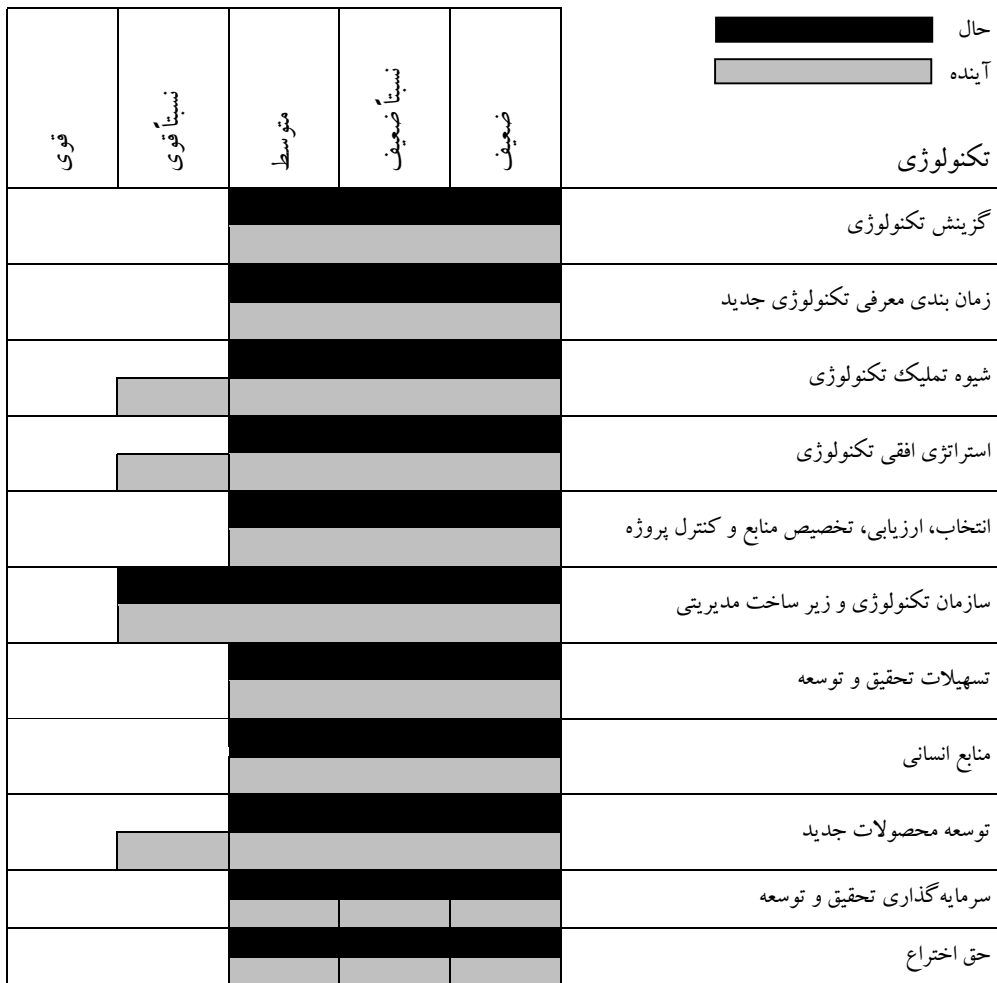 حال
آینده
تکنولوژی
ضعیف
نسبتاً ضعیف
متوسط
نسبتاً قوی
قوی
گزینش تکنولوژی
زمان بندی معرفی تکنولوژی جدید
شیوه تملیک تکنولوژی
استراتژی افقی تکنولوژی
انتخاب، ارزیابی، تخصیص منابع و کنترل پروژه
سازمان تکنولوژی و زیر ساخت مدیریتی
تسهیلات تحقیق و توسعه
منابع انسانی
توسعه محصولات جدید
سرمایه‌گذاری تحقیق و توسعه
حق اختراع